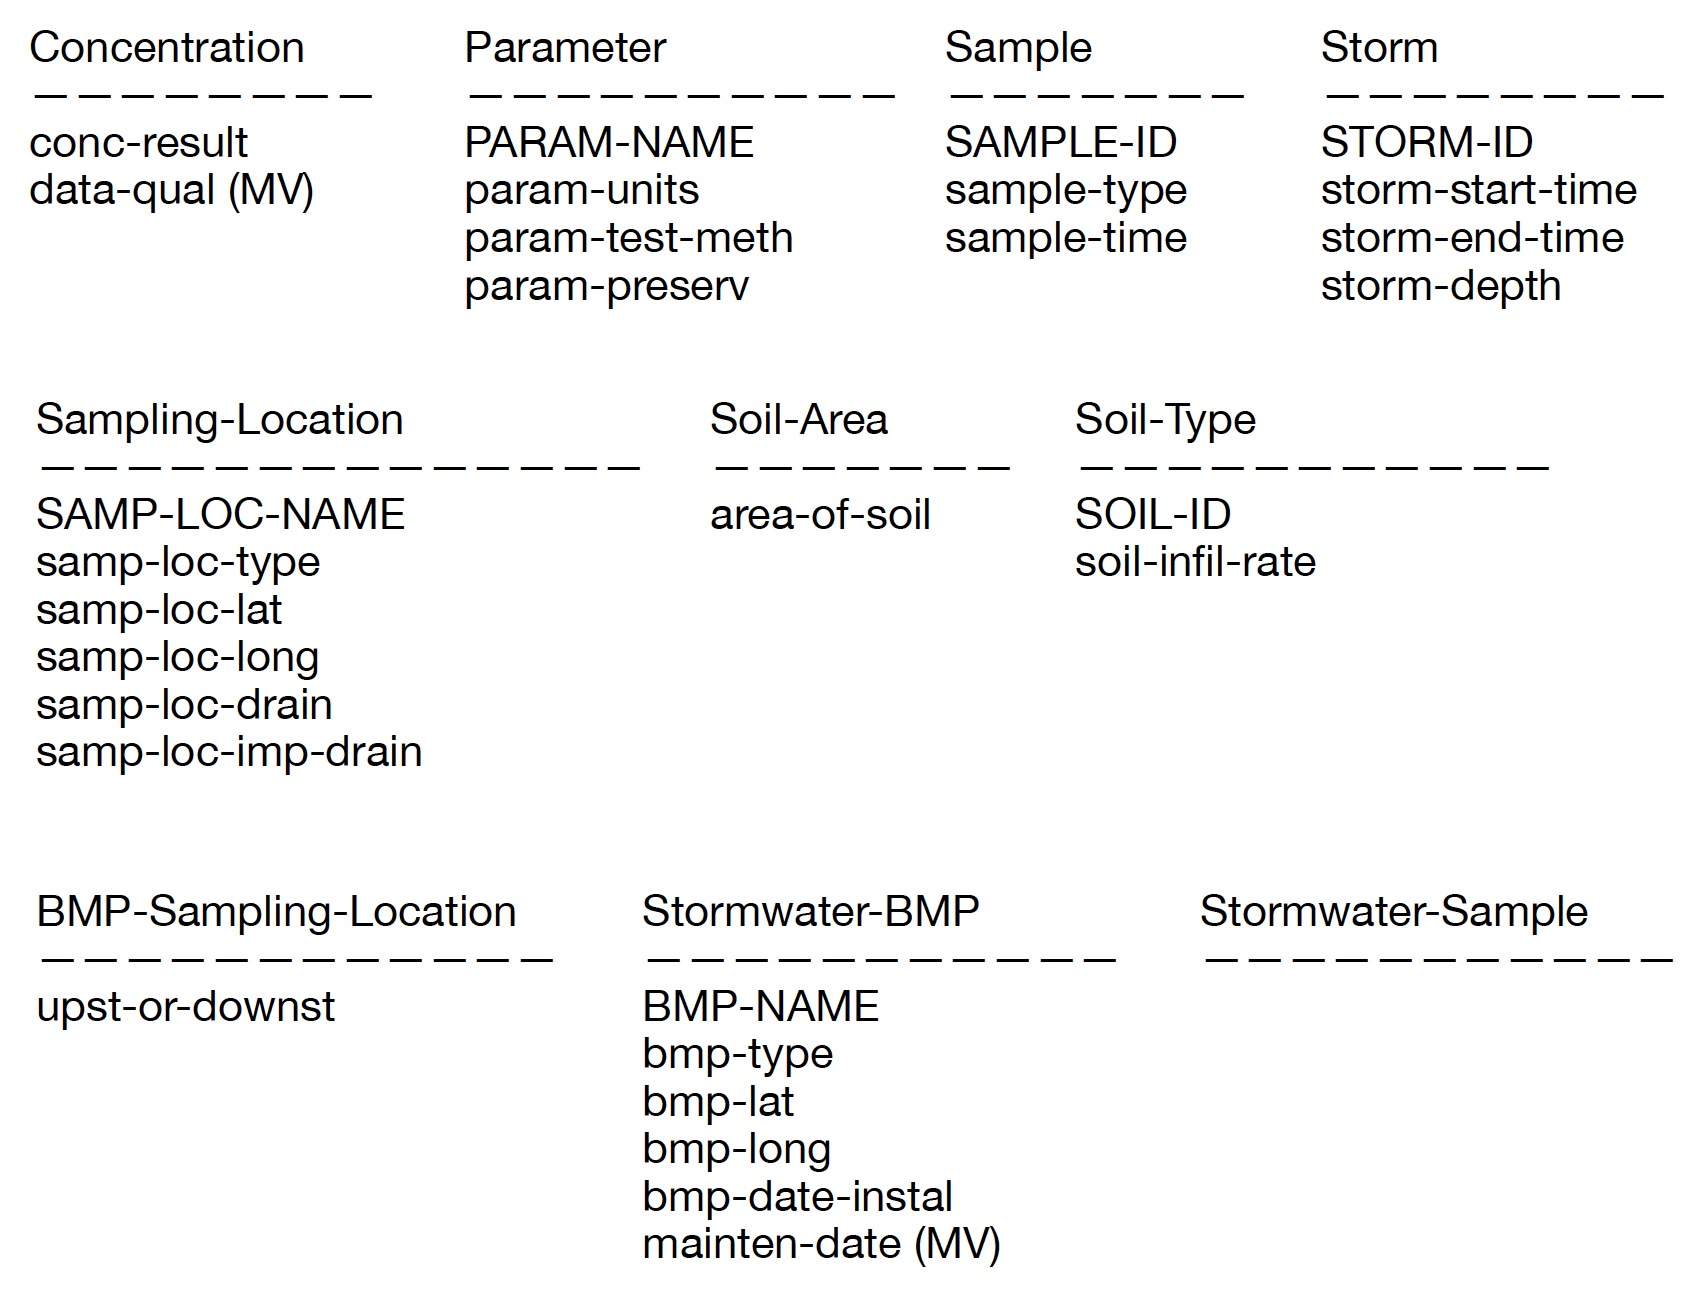 Concentration
— — — — — — — —
conc-result
data-qual (MV)
Parameter
— — — — — — — — — —
PARAM-NAME
param-units
param-test-meth
param-preserv
Sample
— — — — — — —
SAMPLE-ID
sample-type
sample-time
Storm
— — — — — — — —
STORM-ID
storm-start-time
storm-end-time
storm-depth
Sampling-Location
— — — — — — — — — — — — — —
SAMP-LOC-NAME
samp-loc-type
samp-loc-lat
samp-loc-long
samp-loc-drain
samp-loc-imp-drain
Soil-Area
— — — — — — —
area-of-soil
Soil-Type
— — — — — — — — — — —
SOIL-ID
soil-infil-rate
BMP-Sampling-Location
— — — — — — — — — — — —
upst-or-downst
Stormwater-BMP
— — — — — — — — — — —
BMP-NAME
bmp-type
bmp-lat
bmp-long
bmp-date-instal
mainten-date (MV)
Stormwater-Sample
— — — — — — — — — — —